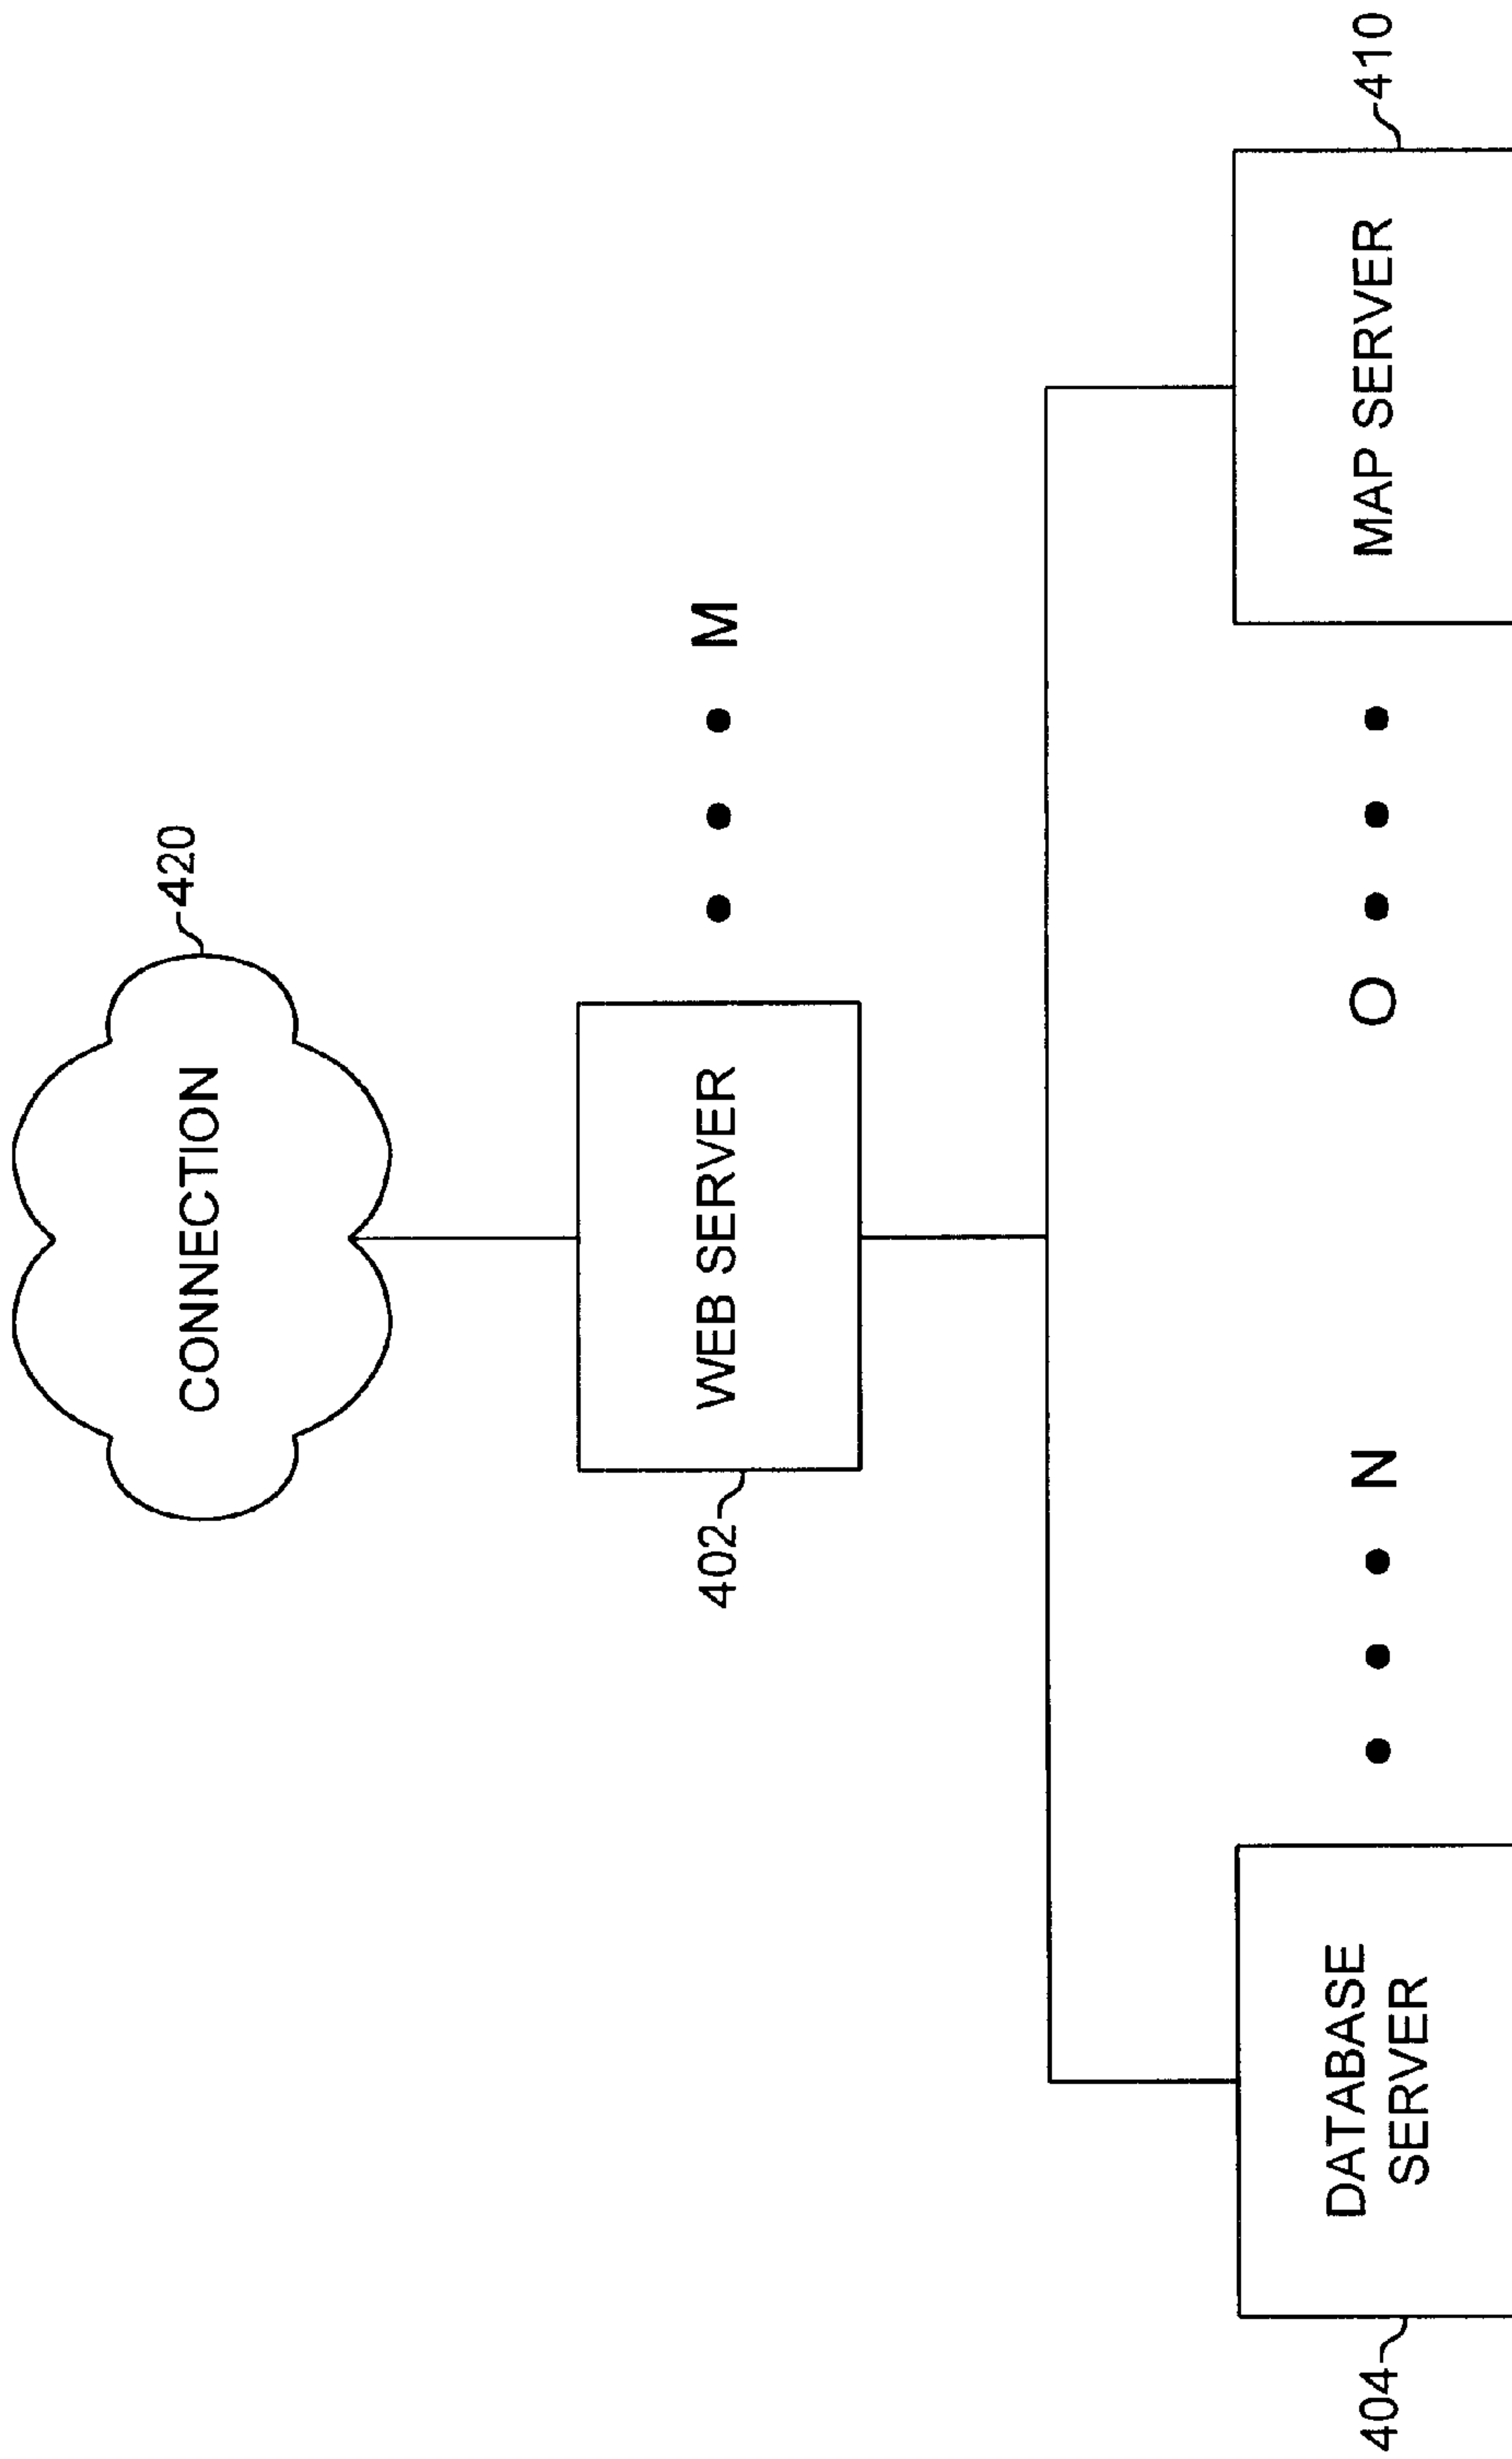 CONNECTION
420
402
WEB SERVER
M
404
DATABASE
SERVER
N
O
MAP SERVER
410